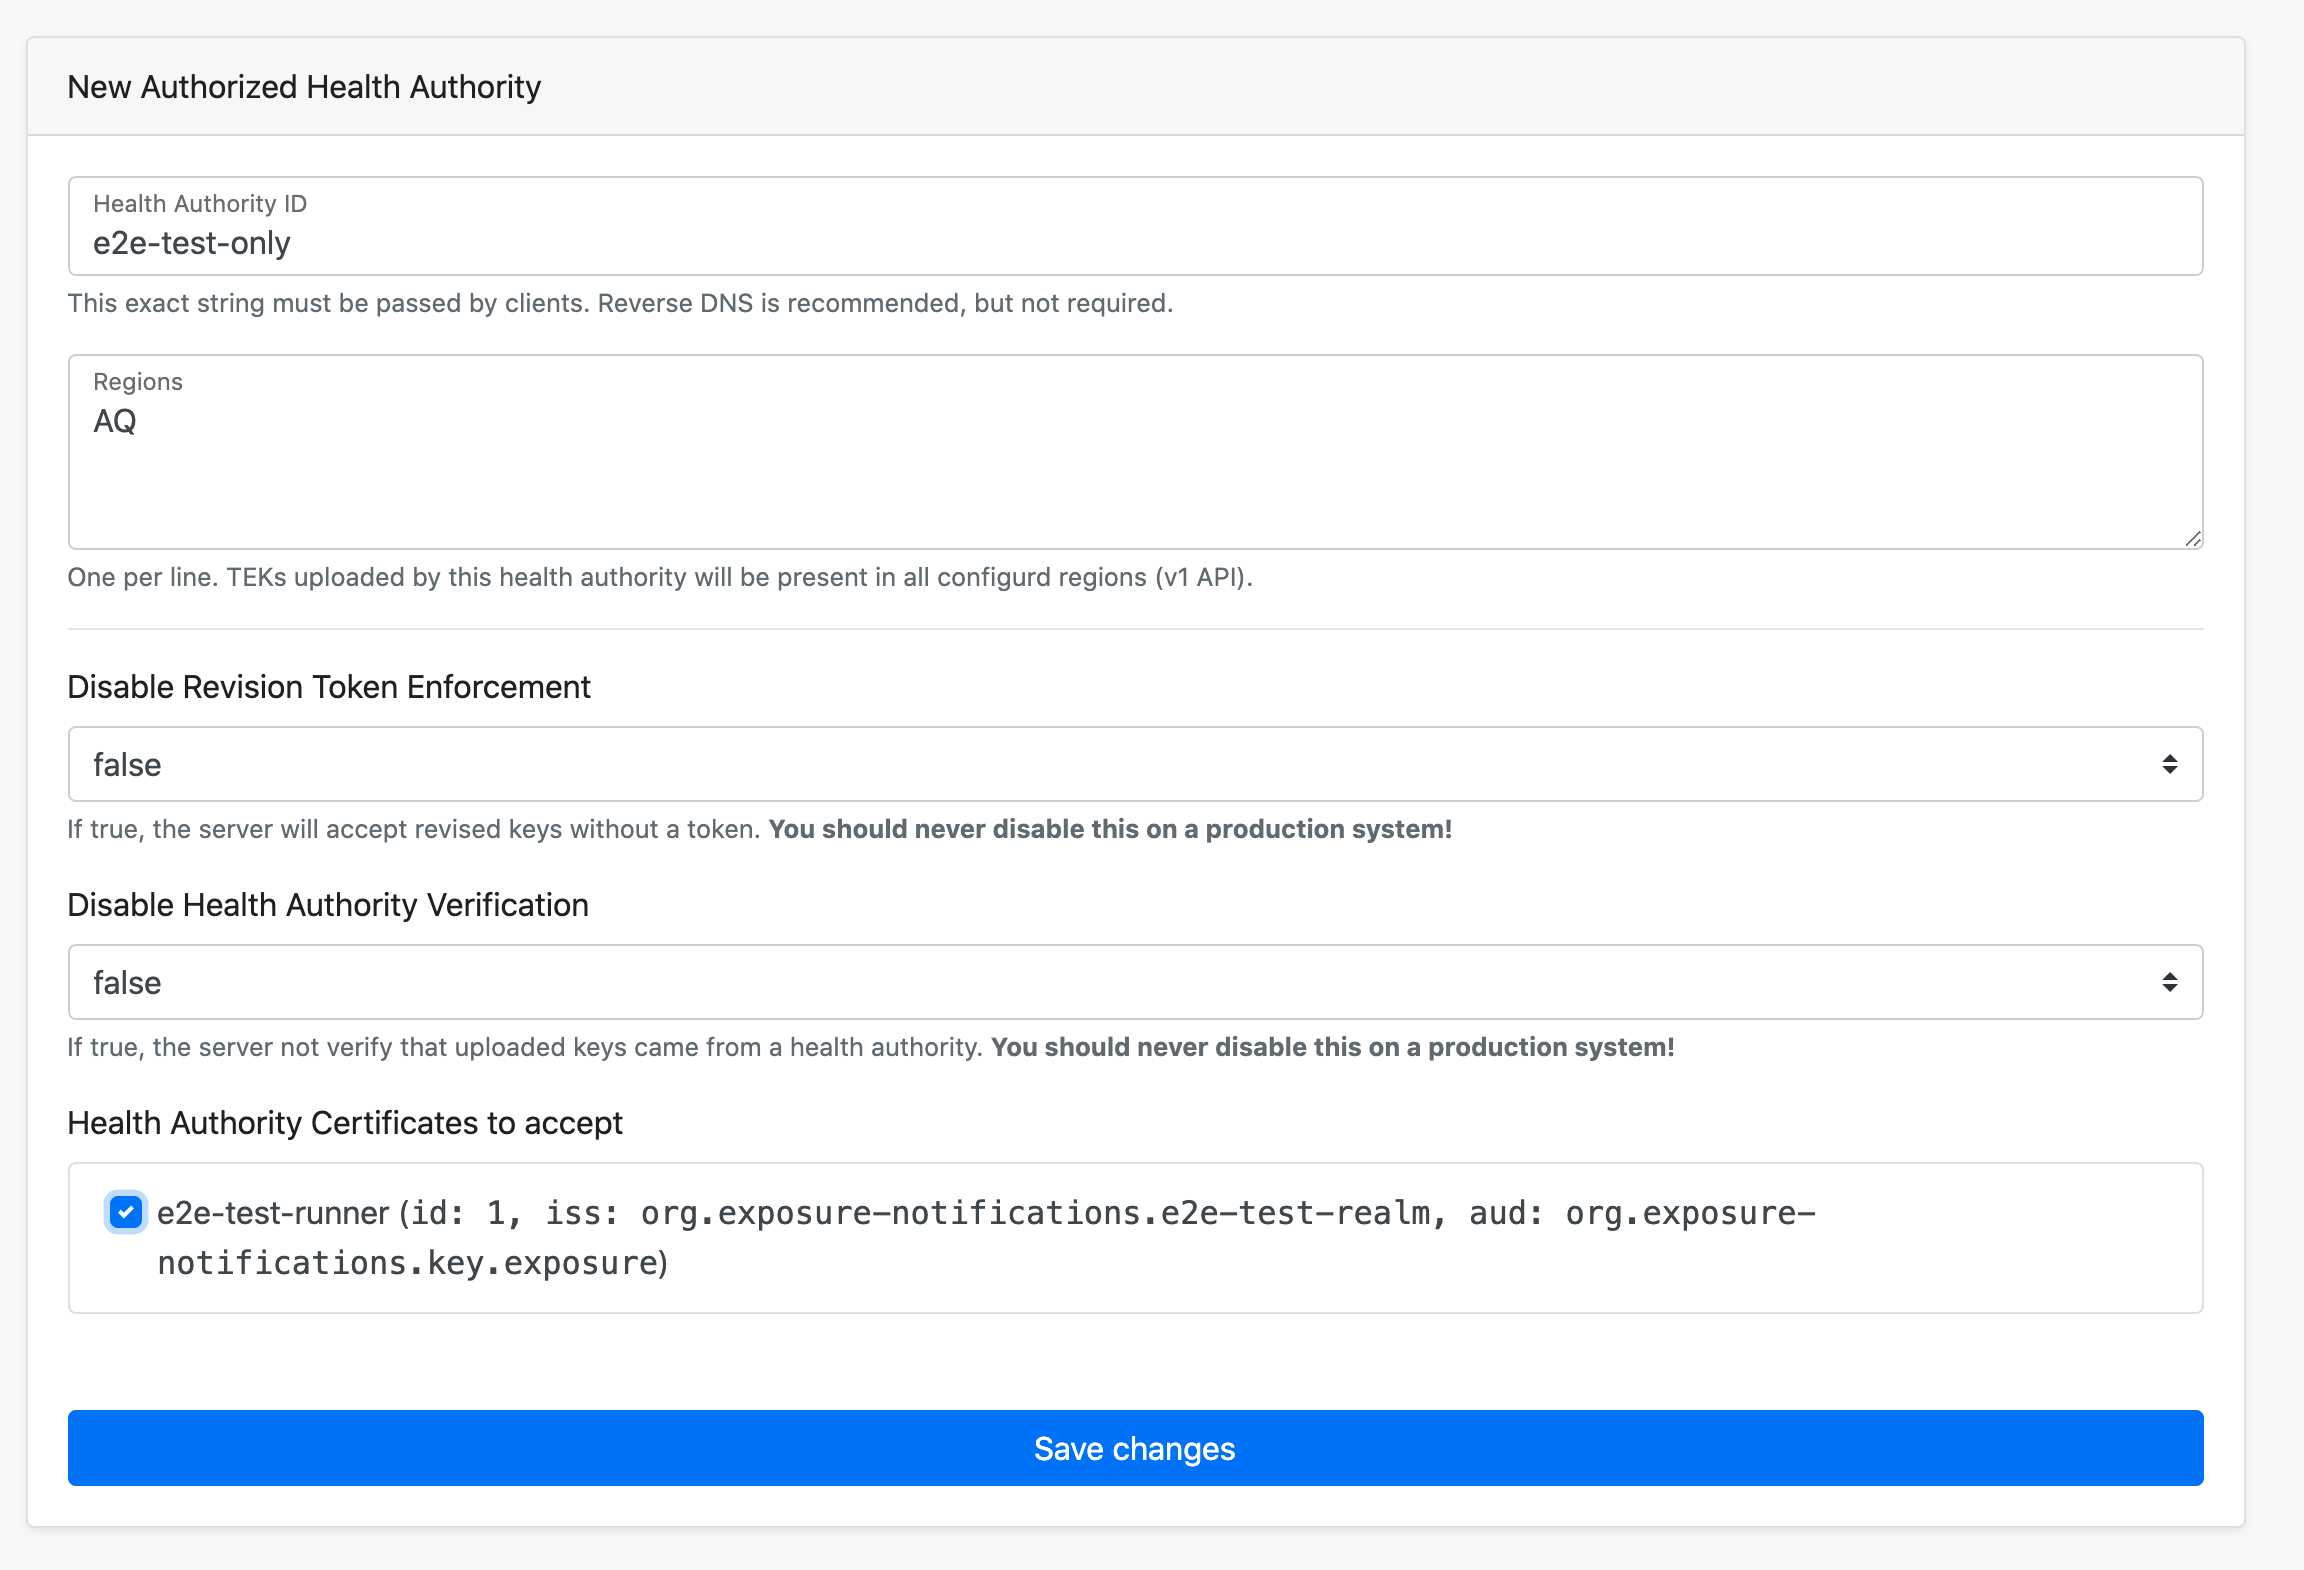 New Authorized Health Authority
Health Authority ID
e2e-test-only
This exact string must be passed by clients. Reverse DNS is recommended, but not required.
Regions
AQ
One per line. TEKs uploaded by this health authority will be present in all configurd regions (v1 API).
Disable Revision Token Enforcement
false
If true, the server will accept revised keys without a token. You should never disable this on a production system!
Disable Health Authority Verification
false
If true, the server not verify that uploaded keys came from a health authority. You should never disable this on a production system!
Health Authority Certificates to accept
e2e-test-runner (id: 1, iss: org.exposure-notifications.e2e-test-realm, aud: org.exposure-
notifications.key.exposure)
Save changes